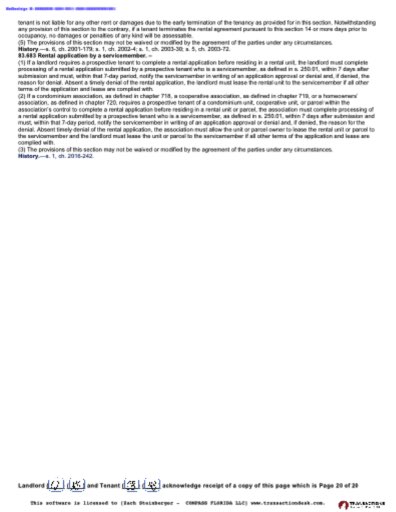 tenant is not liable for any other rent or damages due to the early termination of the tenancy as provided for in this section. Notwithstanding
any provision of this section to the contrary, if a tenant terminates the rental agreement pursuant to this section 14 or more days prior to
occupancy, no damages or penalties of any kind will be assessable.
(5) The provisions of this section may not be waived or modified by the agreement of the parties under any circumstances.
History.—s. 6, ch. 2001-179; s. 1, ch. 2002-4; s. 1, ch. 2003-30; s. 5, ch. 2003-72.
83.683 Rental application by a servicemember. –
(1) If a landlord requires a prospective tenant to complete a rental application before residing in a rental unit, the landlord must complete
processing of a rental application submitted by a prospective tenant who is a servicemember, as defined in s. 250.01, within 7 days after
submission and must, within that 7-day period, notify the servicemember in writing of an application approval or denial and, if denied, the
reason for denial. Absent a timely denial of the rental application, the landlord must lease the rental unit to the servicemember if all other
terms of the application and lease are complied with.
(2) If a condominium association, as defined in chapter 718, a cooperative association, as defined in chapter 719, or a homeowners'
association, as defined in chapter 720, requires a prospective tenant of a condominium unit, cooperative unit, or parcel within the
association's control to complete a rental application before residing in a rental unit or parcel, the association must complete processing of
a rental application submitted by a prospective tenant who is a servicemember, as defined in s. 250.01, within 7 days after submission and
must, within that 7-day period, notify the servicemember in writing of an application approval or denial and, if denied, the reason for the
denial. Absent timely denial of the rental application, the association must allow the unit or parcel owner to lease the rental unit or parcel to
the servicemember and the landlord must lease the rental unit or parcel to the servicemember if all other terms of the application and lease are
complied with.
(3) The provisions of this section may not be waived or modified by the agreement of the parties under any circumstances.
History.—s. 1, ch. 2016-242.
Landlord ( ) ( ) and Tenant ( ) ( ) acknowledge receipt of a copy of this page which is Page 20 of 20
This software is licensed to [Zach Steinberger - COMPASS FLORIDA LLC] www.transactiondesk.com.